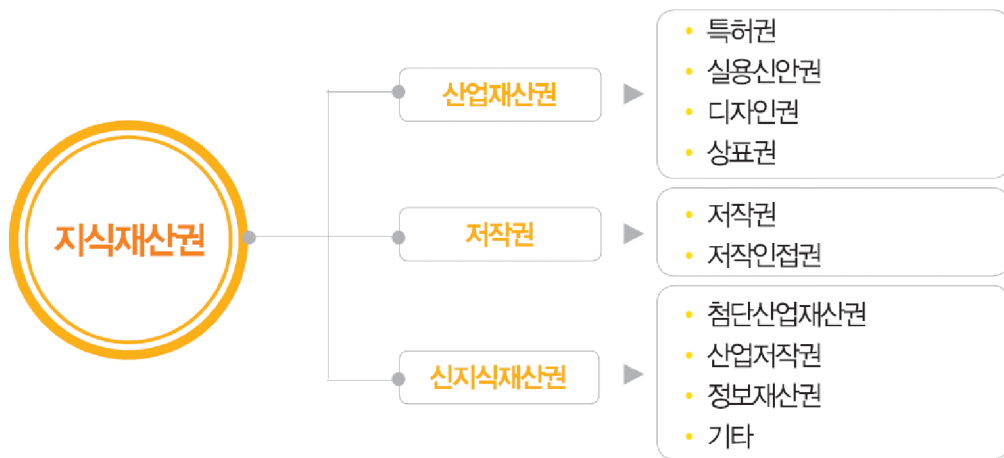 지식재산권
산업재산권
• 특허권
• 실용신안권
• 디자인권
• 상표권
저작권
• 저작권
• 저작인접권
신지식재산권
• 첨단산업재산권
• 산업저작권
• 정보재산권
• 기타